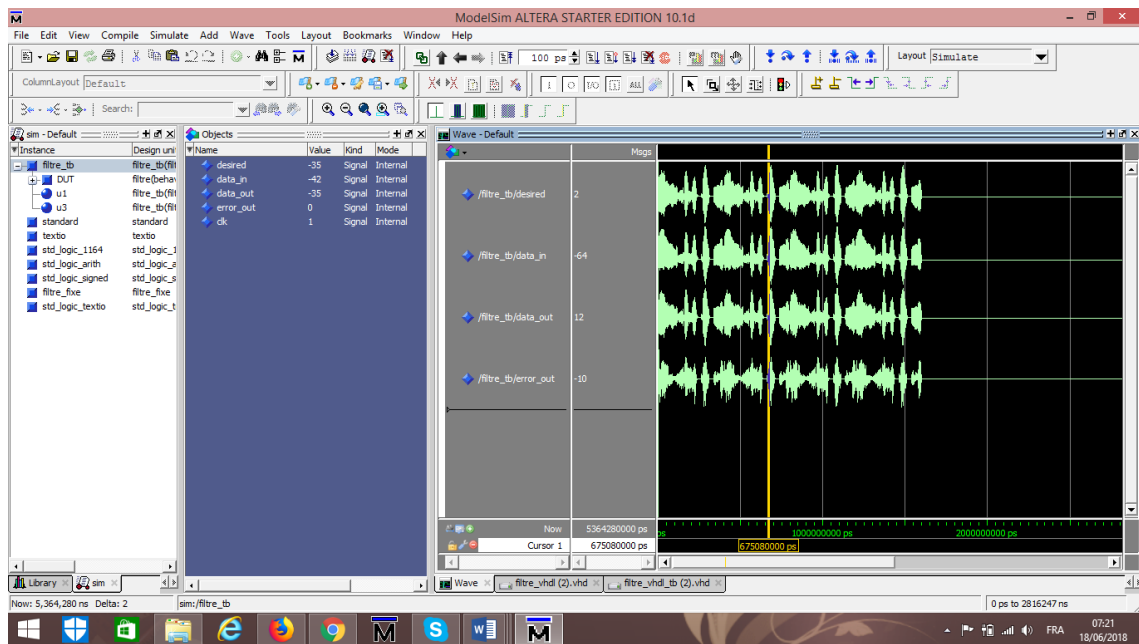 ModelSim ALTERA STARTER EDITION 10.1d
File Edit View Compile Simulate Add Wave Tools Layout Bookmarks Window Help
100 ps
Layout Simulate
ColumnLayout Default
Search:
sim - Default
Instance Design uni
filtre_tb filtre_tb(filt
DUT filtre(behav
u1 filtre_tb(filt
u3 filtre_tb(filt
standard standard
textio textio
std_logic_1164 std_logic_1
std_logic_arith std_logic_a
std_logic_signed std_logic_s
filtre_fixe filtre_fixe
std_logic_textio std_logic_t
Objects
Name Value Kind Mode
desired -35 Signal Internal
data_in -42 Signal Internal
data_out -35 Signal Internal
error_out 0 Signal Internal
clk 1 Signal Internal
Wave - Default
Msgs
/filtre_tb/desired 2
/filtre_tb/data_in -64
/filtre_tb/data_out 12
/filtre_tb/error_out -10
Now 5364280000 ps
ps 1000000000 ps 2000000000 ps
Cursor 1 675080000 ps
675080000 ps
Library sim
Wave filtre_vhdl (2).vhd filtre_vhdl_tb (2).vhd
Now: 5,364,280 ns Delta: 2 sim:/filtre_tb 0 ps to 2816247 ns
FRA
07:21
18/06/2018